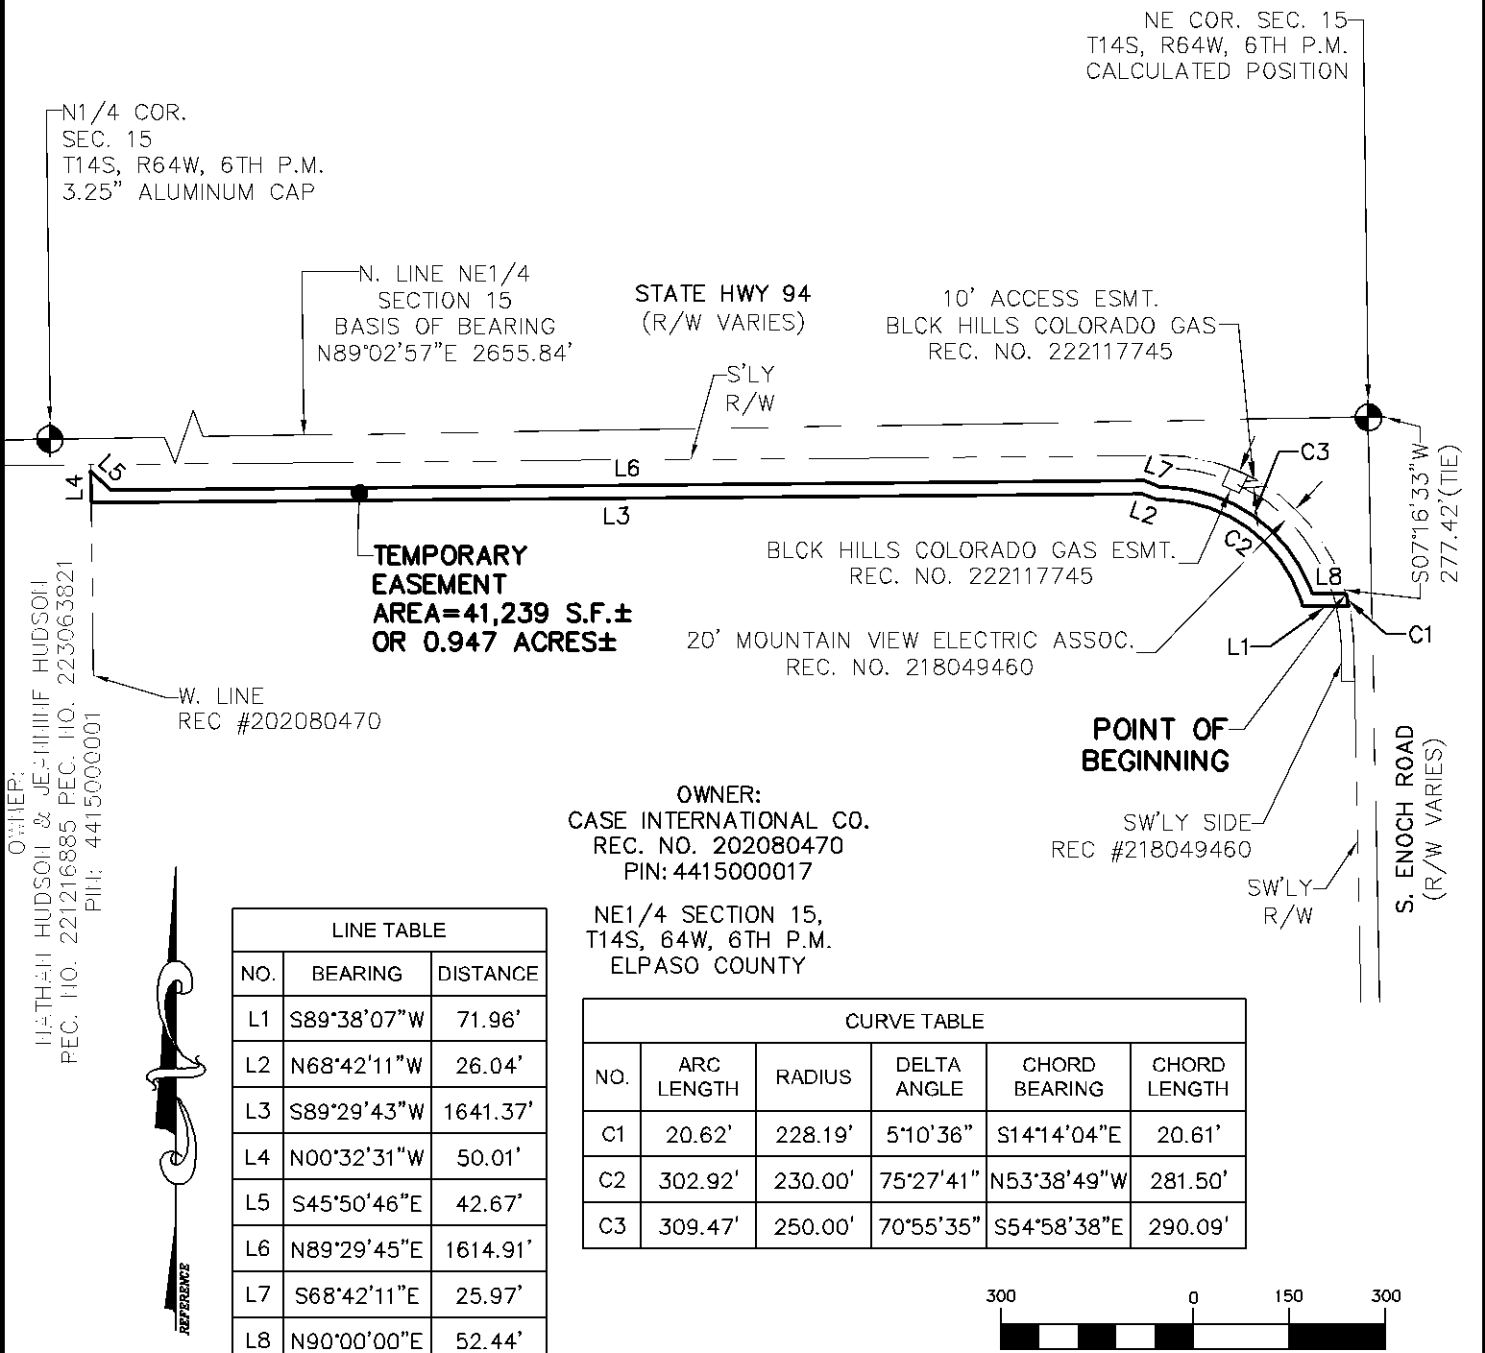 NE COR. SEC. 15
T14S, R64W, 6TH P.M.
CALCULATED POSITION
N1/4 COR.
SEC. 15
T14S, R64W, 6TH P.M.
3.25" ALUMINUM CAP
N. LINE NE1/4
SECTION 15
BASIS OF BEARING
N89°02'57"E 2655.84'
STATE HWY 94
(R/W VARIES)
S'LY
R/W
10' ACCESS ESMT.
BLCK HILLS COLORADO GAS
REC. NO. 222117745
L4
L5
L6
L3
L7
L2
C3
C2
L8
C1
L1
S07°16'33"W
277.42'(TIE)
TEMPORARY
EASEMENT
AREA=41,239 S.F.±
OR 0.947 ACRES±
BLCK HILLS COLORADO GAS ESMT.
REC. NO. 222117745
20' MOUNTAIN VIEW ELECTRIC ASSOC.
REC. NO. 218049460
W. LINE
REC #202080470
POINT OF
BEGINNING
OWNER:
HUDSON & HUDSON
REC. NO. 221216885 REC. NO. 223063821
PIN: 4415000001
OWNER:
CASE INTERNATIONAL CO.
REC. NO. 202080470
PIN: 4415000017
NE1/4 SECTION 15,
T14S, 64W, 6TH P.M.
ELPASO COUNTY
SW'LY SIDE
REC #218049460
SW'LY
R/W
S. ENOCH ROAD
(R/W VARIES)
REFERENCE
LINE TABLE
NO. BEARING DISTANCE
L1 S89°38'07"W 71.96'
L2 N68°42'11"W 26.04'
L3 S89°29'43"W 1641.37'
L4 N00°32'31"W 50.01'
L5 S45°50'46"E 42.67'
L6 N89°29'45"E 1614.91'
L7 S68°42'11"E 25.97'
L8 N90°00'00"E 52.44'
CURVE TABLE
NO. ARC LENGTH RADIUS DELTA ANGLE CHORD BEARING CHORD LENGTH
C1 20.62' 228.19' 5°10'36" S14°14'04"E 20.61'
C2 302.92' 230.00' 75°27'41" N53°38'49"W 281.50'
C3 309.47' 250.00' 70°55'35" S54°58'38"E 290.09'
300 0 150 300